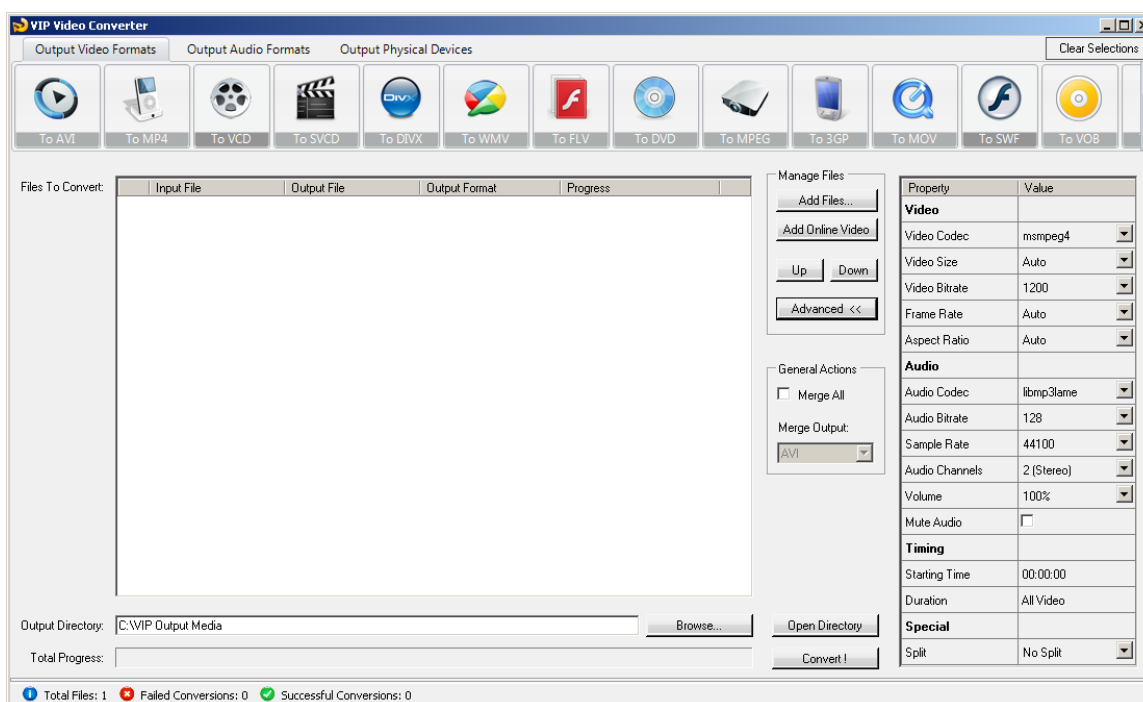 VIP Video Converter
Output Video Formats Output Audio Formats Output Physical Devices Clear Selections
DIVX
To AVI To MP4 To VCD To SVCD To DIVX To WMV To FLV To DVD To MPEG To 3GP To MOV To SWF To VOB
Files To Convert: Input File Output File Output Format Progress
Manage Files
Add Files...
Add Online Video
Up Down
Advanced <<
General Actions
Merge All
Merge Output:
AVI
Property Value
Video
Video Codec msmpeg4
Video Size Auto
Video Bitrate 1200
Frame Rate Auto
Aspect Ratio Auto
Audio
Audio Codec libmp3lame
Audio Bitrate 128
Sample Rate 44100
Audio Channels 2 (Stereo)
Volume 100%
Mute Audio
Timing
Starting Time 00:00:00
Duration All Video
Special
Split No Split
Output Directory: C:\VIP Output Media Browse... Open Directory
Total Progress: Convert !
Total Files: 1 Failed Conversions: 0 Successful Conversions: 0